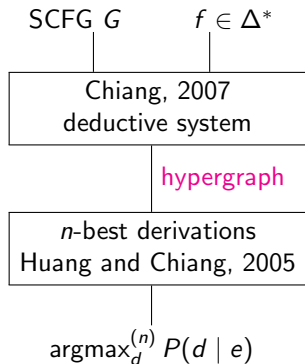 SCFG G f ∈ Δ*
Chiang, 2007
deductive system
hypergraph
n-best derivations
Huang and Chiang, 2005
argmax_d^(n) P(d | e)